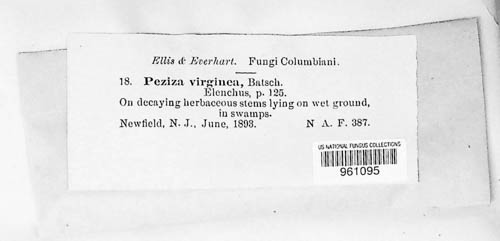 Ellis & Everhart. Fungi Columbiani.
18. Peziza virginea, Batsch.
Elenchus, p. 125.
On decaying herbaceous stems lying on wet ground,
in swamps.
Newfield, N. J., June, 1893. N A. F. 387.
US NATIONAL FUNGUS COLLECTIONS
961095